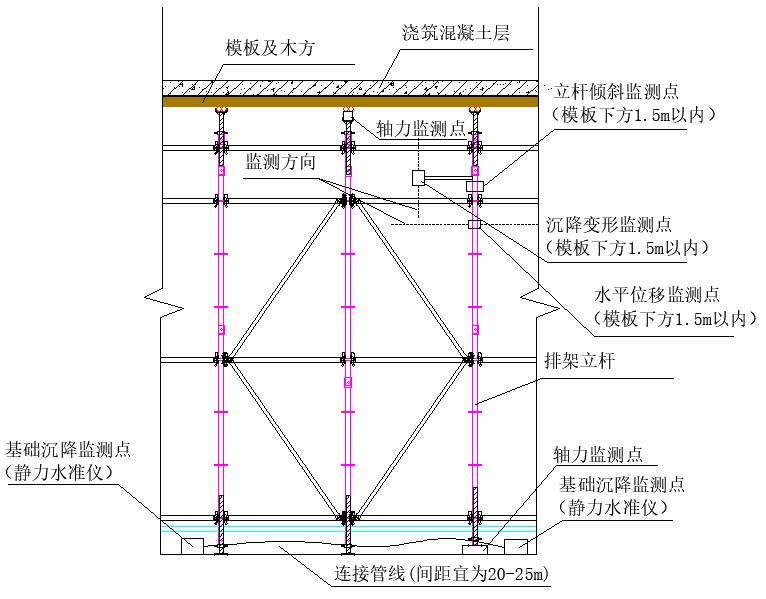 浇筑混凝土层
模板及木方
立杆倾斜监测点
（模板下方1.5m以内）
轴力监测点
监测方向
沉降变形监测点
（模板下方1.5m以内）
水平位移监测点
（模板下方1.5m以内）
排架立杆
基础沉降监测点
（静力水准仪）
轴力监测点
基础沉降监测点
（静力水准仪）
连接管线(间距宜为20-25m)